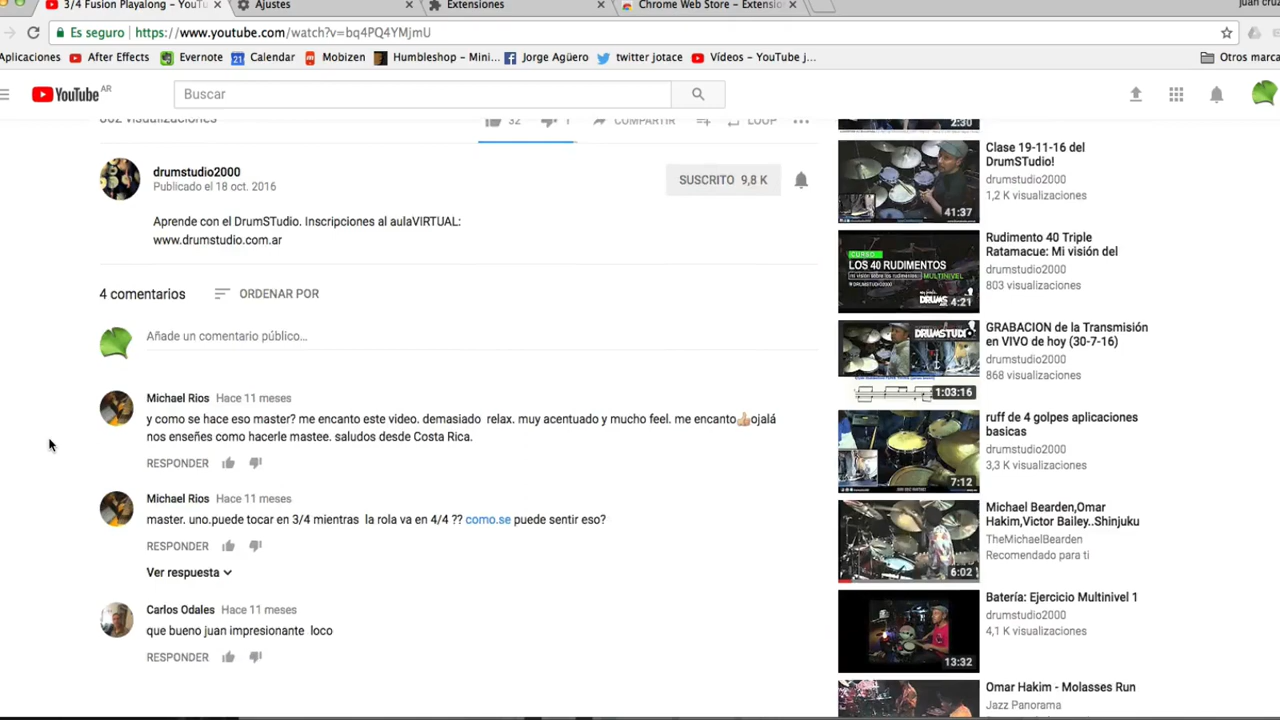 3/4 Fusion Playalong - YouTu
Ajustes
Extensiones
Chrome Web Store - Extensio
juan cruz
Es seguro https://www.youtube.com/watch?v=bq4PQ4YMjmU
Aplicaciones
After Effects
Evernote
Calendar
Mobizen
Humbleshop - Mini...
Jorge Agüero
twitter jotace
Vídeos - YouTube j...
Otros marca
YouTube AR
Buscar
visualizaciones
32
1
COMPARTIR
LOOP
drumstudio2000
Publicado el 18 oct. 2016
SUSCRITO 9,8 K
Aprende con el DrumSTudio. Inscripciones al aulaVIRTUAL:
www.drumstudio.com.ar
4 comentarios
ORDENAR POR
Añade un comentario público...
Michael Rios Hace 11 meses
y como se hace eso master? me encanto este video. demasiado relax. muy acentuado y mucho feel. me encanto👍ojalá
nos enseñes como hacerle mastee. saludos desde Costa Rica.
RESPONDER
Michael Rios Hace 11 meses
master. uno.puede tocar en 3/4 mientras la rola va en 4/4 ?? como.se puede sentir eso?
RESPONDER
Ver respuesta
Carlos Odales Hace 11 meses
que bueno juan impresionante loco
RESPONDER
2:30
41:37
Clase 19-11-16 del
DrumSTudio!
drumstudio2000
1,2 K visualizaciones
CURSO
LOS 40 RUDIMENTOS
MULTINIVEL
DRUMS
4:21
Rudimento 40 Triple
Ratamacue: Mi visión del
drumstudio2000
803 visualizaciones
DRUMSTUDIO
1:03:16
GRABACION de la Transmisión
en VIVO de hoy (30-7-16)
drumstudio2000
868 visualizaciones
7:12
ruff de 4 golpes aplicaciones
basicas
drumstudio2000
3,3 K visualizaciones
6:02
Michael Bearden,Omar
Hakim,Victor Bailey..Shinjuku
TheMichaelBearden
Recomendado para ti
13:32
Batería: Ejercicio Multinivel 1
drumstudio2000
4,1 K visualizaciones
Omar Hakim - Molasses Run
Jazz Panorama